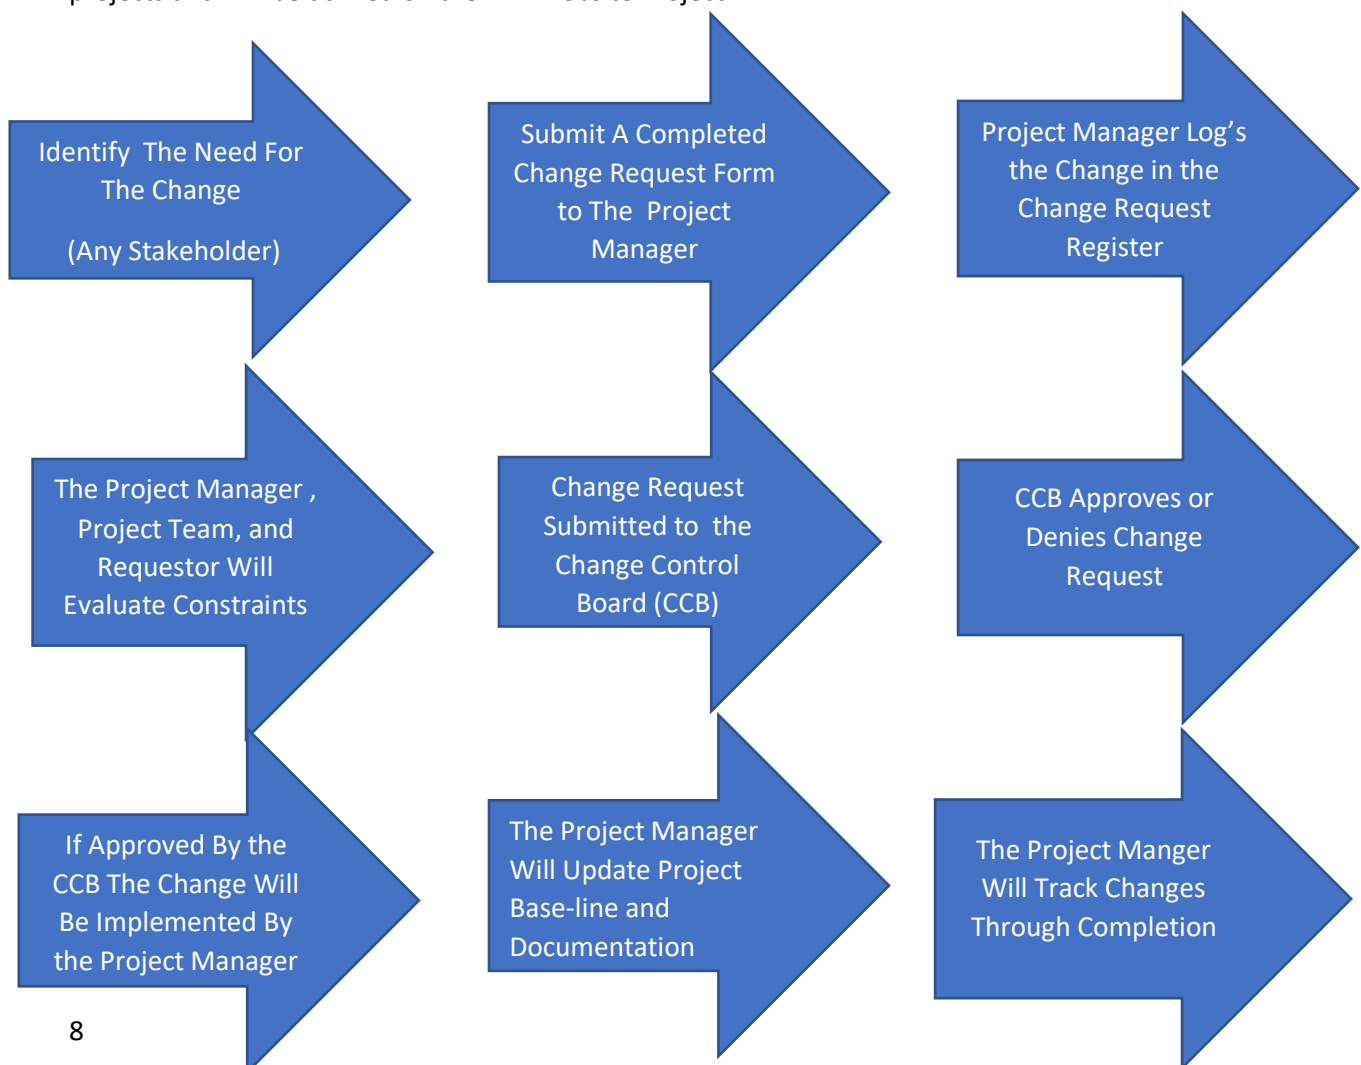 Identify The Need For
The Change
(Any Stakeholder)
Submit A Completed
Change Request Form
to The Project
Manager
Project Manager Log’s
the Change in the
Change Request
Register
The Project Manager ,
Project Team, and
Requestor Will
Evaluate Constraints
Change Request
Submitted to the
Change Control
Board (CCB)
CCB Approves or
Denies Change
Request
If Approved By the
CCB The Change Will
Be Implemented By
the Project Manager
The Project Manager
Will Update Project
Base-line and
Documentation
The Project Manger
Will Track Changes
Through Completion
8